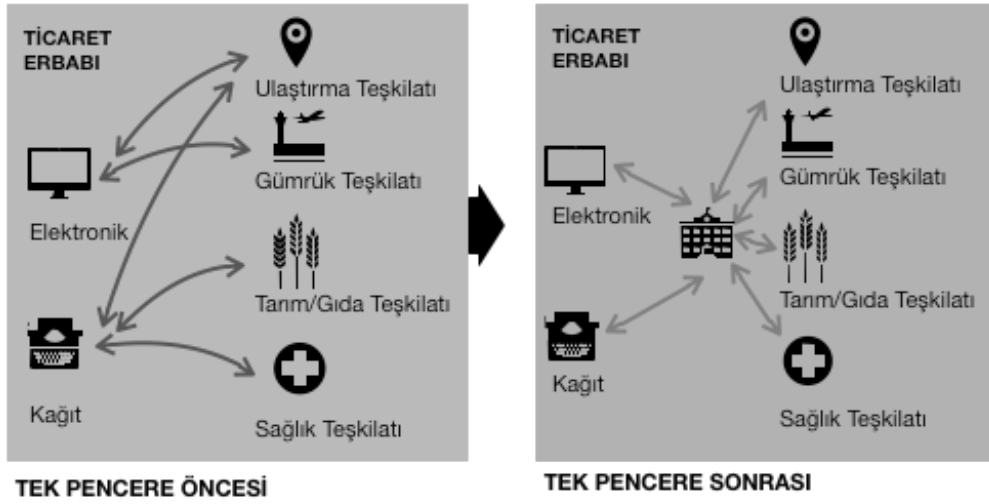 TİCARET
ERBABI
Ulaştırma Teşkilatı
Gümrük Teşkilatı
Elektronik
Tarım/Gıda Teşkilatı
Kağıt
Sağlık Teşkilatı
TEK PENCERE ÖNCESİ
TİCARET
ERBABI
Ulaştırma Teşkilatı
Gümrük Teşkilatı
Elektronik
Tarım/Gıda Teşkilatı
Kağıt
Sağlık Teşkilatı
TEK PENCERE SONRASI